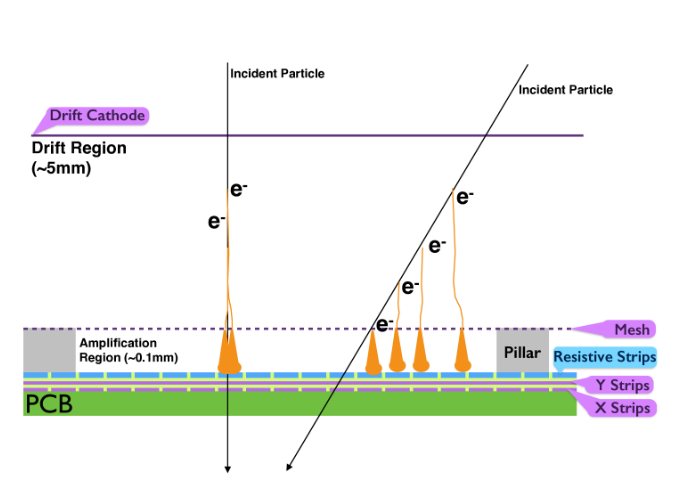 Incident Particle
Incident Particle
Drift Cathode
Drift Region
(~5mm)
e-
e-
e-
e-
e-
e-
Mesh
Amplification
Region (~0.1mm)
Pillar
Resistive Strips
Y Strips
X Strips
PCB